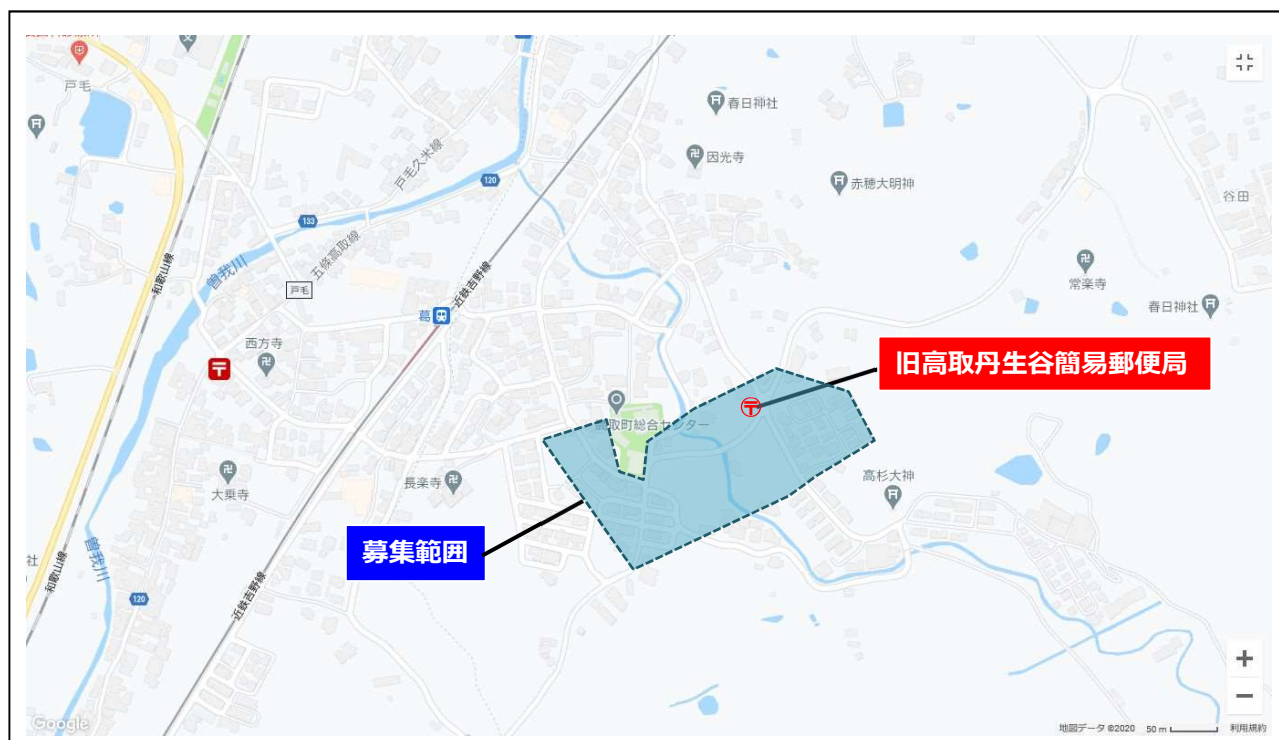 戸毛
春日神社
因光寺
戸毛久米線
120
赤穂大明神
谷田
133
五條高取線
曽我川
和歌山線
近鉄吉野線
常楽寺
戸毛
春日神社
葛
西方寺
旧高取丹生谷簡易郵便局
高取町総合センター
長楽寺
大乗寺
高杉大神
募集範囲
曽我川
社
和歌山線
120
近鉄吉野線
+
−
Google
地図データ ©2020 50 m 利用規約